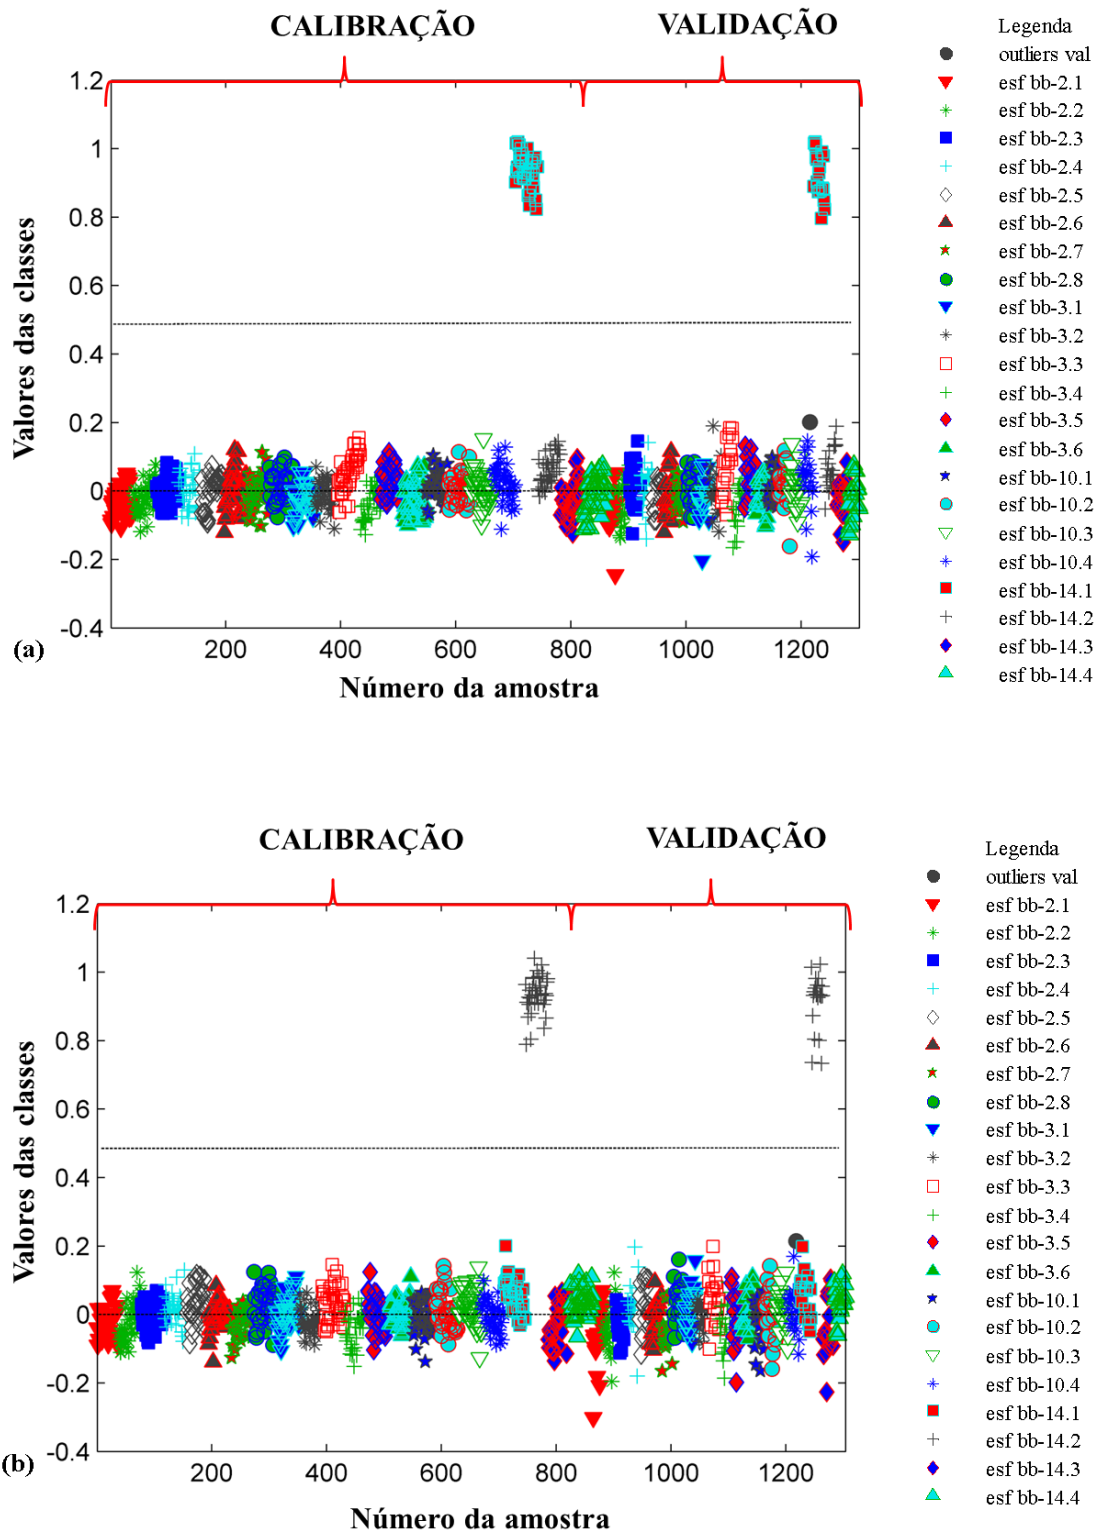 (a)
CALIBRAÇÃO
VALIDAÇÃO
1.2
1
0.8
0.6
0.4
0.2
0
-0.2
-0.4
Valores das classes
200
400
600
800
1000
1200
Número da amostra
Legenda
outliers val
esf bb-2.1
esf bb-2.2
esf bb-2.3
esf bb-2.4
esf bb-2.5
esf bb-2.6
esf bb-2.7
esf bb-2.8
esf bb-3.1
esf bb-3.2
esf bb-3.3
esf bb-3.4
esf bb-3.5
esf bb-3.6
esf bb-10.1
esf bb-10.2
esf bb-10.3
esf bb-10.4
esf bb-14.1
esf bb-14.2
esf bb-14.3
esf bb-14.4
(b)
CALIBRAÇÃO
VALIDAÇÃO
1.2
1
0.8
0.6
0.4
0.2
0
-0.2
-0.4
Valores das classes
200
400
600
800
1000
1200
Número da amostra
Legenda
outliers val
esf bb-2.1
esf bb-2.2
esf bb-2.3
esf bb-2.4
esf bb-2.5
esf bb-2.6
esf bb-2.7
esf bb-2.8
esf bb-3.1
esf bb-3.2
esf bb-3.3
esf bb-3.4
esf bb-3.5
esf bb-3.6
esf bb-10.1
esf bb-10.2
esf bb-10.3
esf bb-10.4
esf bb-14.1
esf bb-14.2
esf bb-14.3
esf bb-14.4